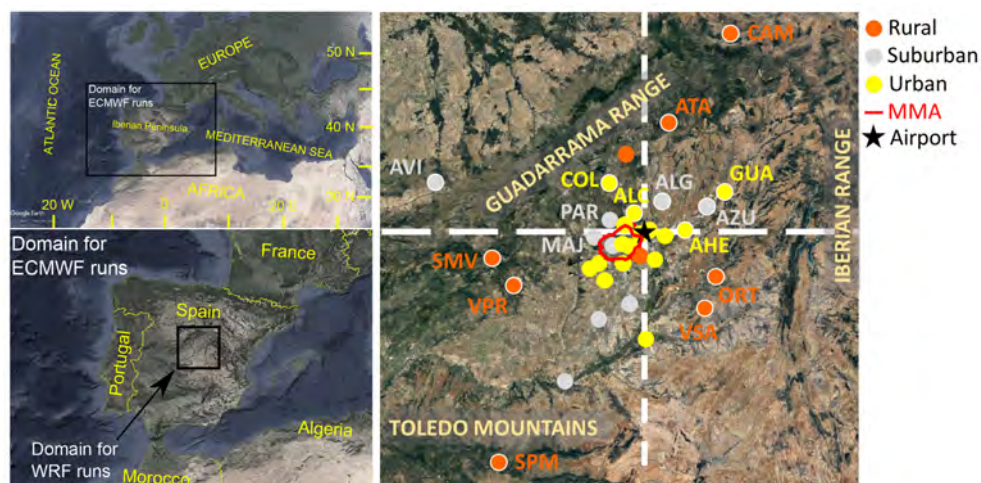 EUROPE
50 N
ATLANTIC OCEAN
Domain for
ECMWF runs
Iberian Peninsula
40 N
MEDITERRANEAN SEA
AFRICA
30 N
Google Earth
20 W
0
20 E
Domain for
ECMWF runs
France
Spain
Portugal
Domain for
WRF runs
Algeria
Morocco
CAM
GUADARRAMA RANGE
ATA
IBERIAN RANGE
AVI
COL
ALC
ALG
GUA
PAR
AZU
MAJ
AHE
SMV
VPR
ORT
VSA
TOLEDO MOUNTAINS
SPM
Rural
Suburban
Urban
MMA
Airport